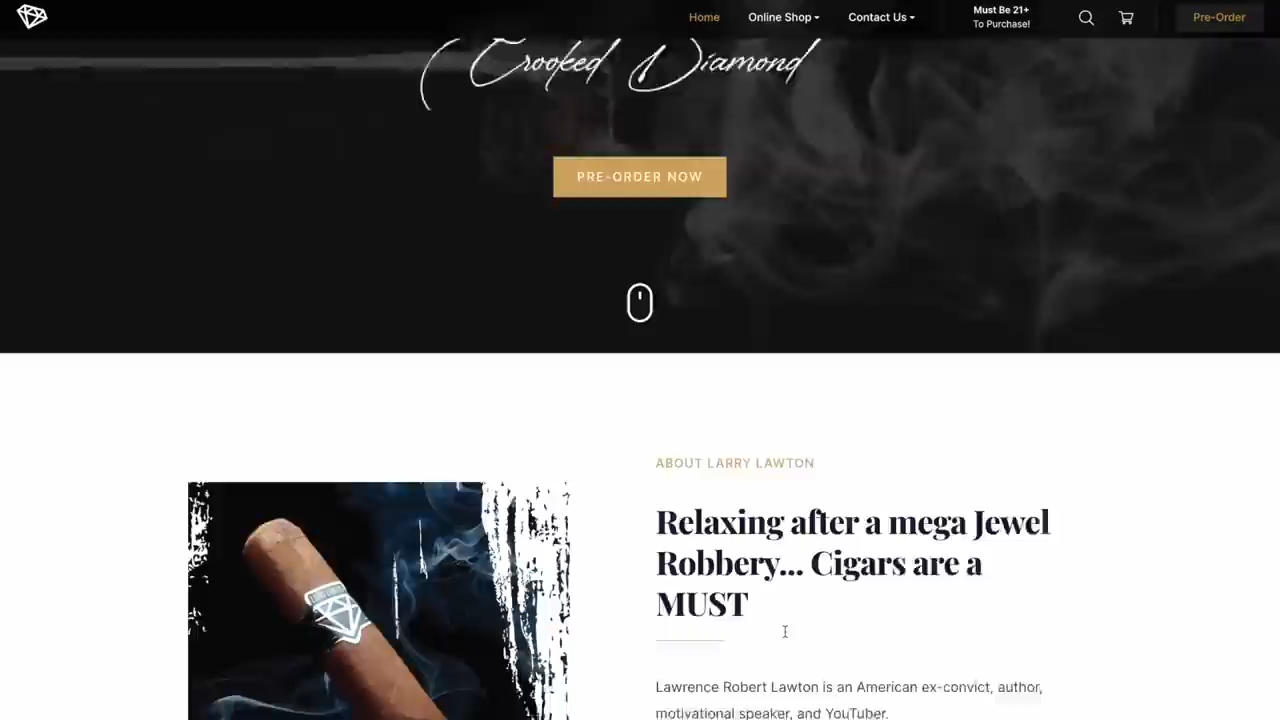 Home
Online Shop
Contact Us
Must Be 21+
To Purchase!
Pre-Order
Crooked Diamond
PRE-ORDER NOW
ABOUT LARRY LAWTON
Relaxing after a mega Jewel
Robbery... Cigars are a
MUST
Lawrence Robert Lawton is an American ex-convict, author,
motivational speaker, and YouTuber.